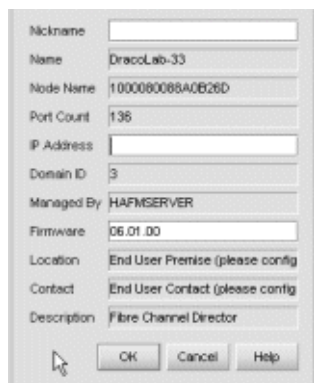 Nickname
Name DracoLab-33
Node Name 1000080088A0B26D
Port Count 136
IP Address
Domain ID 3
Managed By HAFMSERVER
Firmware 06.01.00
Location End User Premise (please config
Contact End User Contact (please config
Description Fibre Channel Director
OK Cancel Help